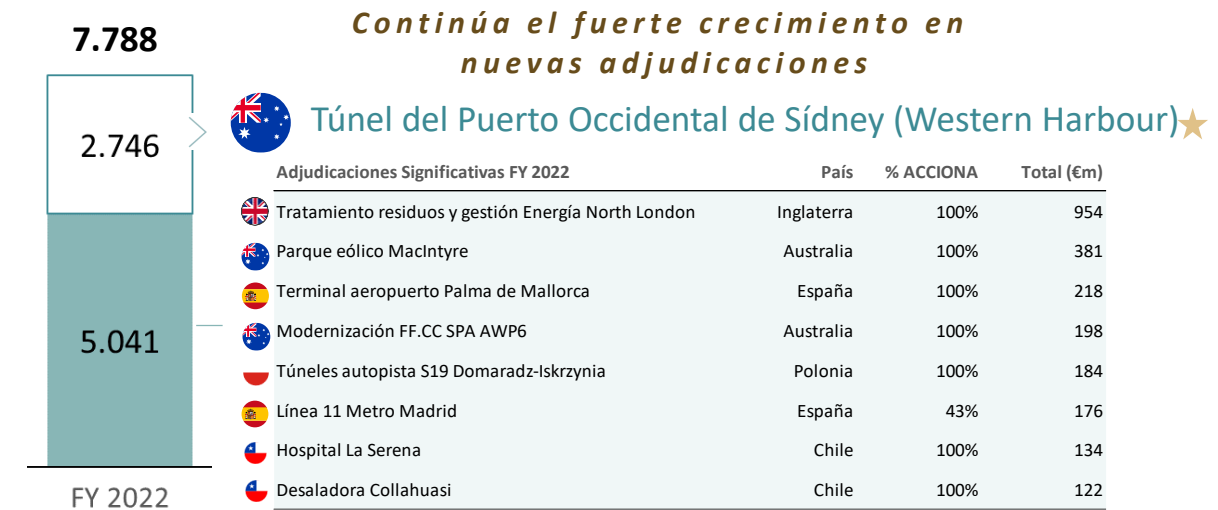 Continúa el fuerte crecimiento en
nuevas adjudicaciones
7.788
2.746
5.041
FY 2022
Túnel del Puerto Occidental de Sídney (Western Harbour)
Adjudicaciones Significativas FY 2022 País % ACCIONA Total (€m)
Tratamiento residuos y gestión Energía North London Inglaterra 100% 954
Parque eólico MacIntyre Australia 100% 381
Terminal aeropuerto Palma de Mallorca España 100% 218
Modernización FF.CC SPA AWP6 Australia 100% 198
Túneles autopista S19 Domaradz-Iskrzynia Polonia 100% 184
Línea 11 Metro Madrid España 43% 176
Hospital La Serena Chile 100% 134
Desaladora Collahuasi Chile 100% 122